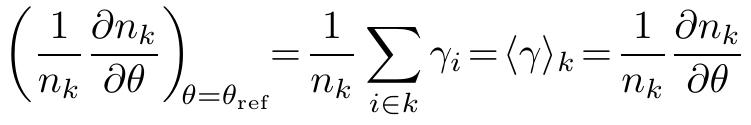 \left( \frac{1}{n_k} \frac{\partial n_k}{\partial \theta} \right)_{\theta = \theta_{\mathrm{ref}}} = \frac{1}{n_k} \sum_{i \in k} \gamma_i = \langle \gamma \rangle_k = \frac{1}{n_k} \frac{\partial n_k}{\partial \theta}